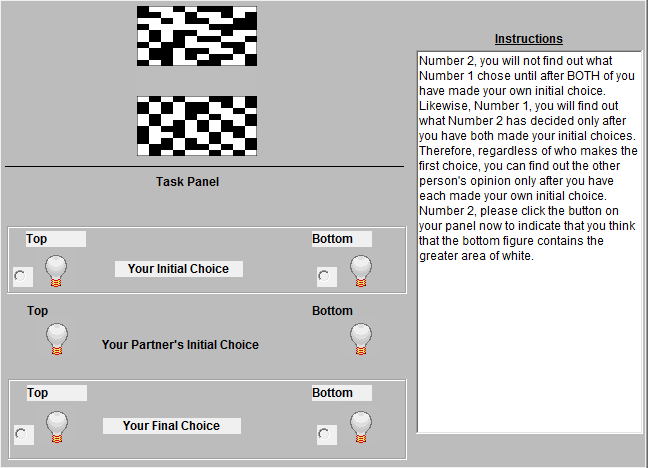 Instructions
Number 2, you will not find out what
Number 1 chose until after BOTH of you
have made your own initial choice.
Likewise, Number 1, you will find out
what Number 2 has decided only after
you have both made your initial choices.
Therefore, regardless of who makes the
first choice, you can find out the other
person's opinion only after you have
each made your own initial choice.
Number 2, please click the button on
your panel now to indicate that you think
that the bottom figure contains the
greater area of white.
Task Panel
Top
Bottom
Your Initial Choice
Top
Bottom
Your Partner's Initial Choice
Top
Bottom
Your Final Choice